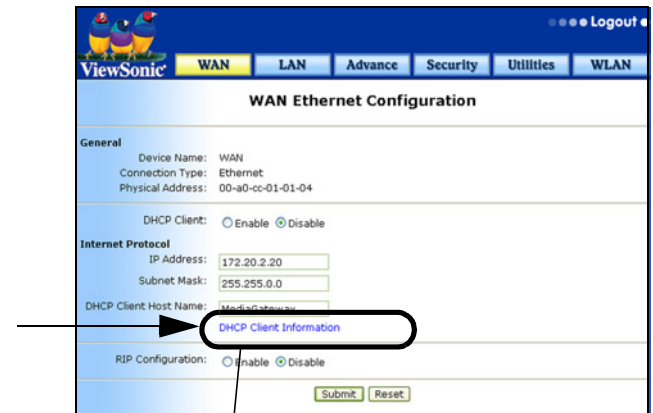 Logout
ViewSonic WAN LAN Advance Security Utilities WLAN
WAN Ethernet Configuration
General
Device Name: WAN
Connection Type: Ethernet
Physical Address: 00-a0-cc-01-01-04
DHCP Client: Enable Disable
Internet Protocol
IP Address: 172.20.2.20
Subnet Mask: 255.255.0.0
DHCP Client Host Name: MediaGateway
DHCP Client Information
RIP Configuration: Enable Disable
Submit Reset